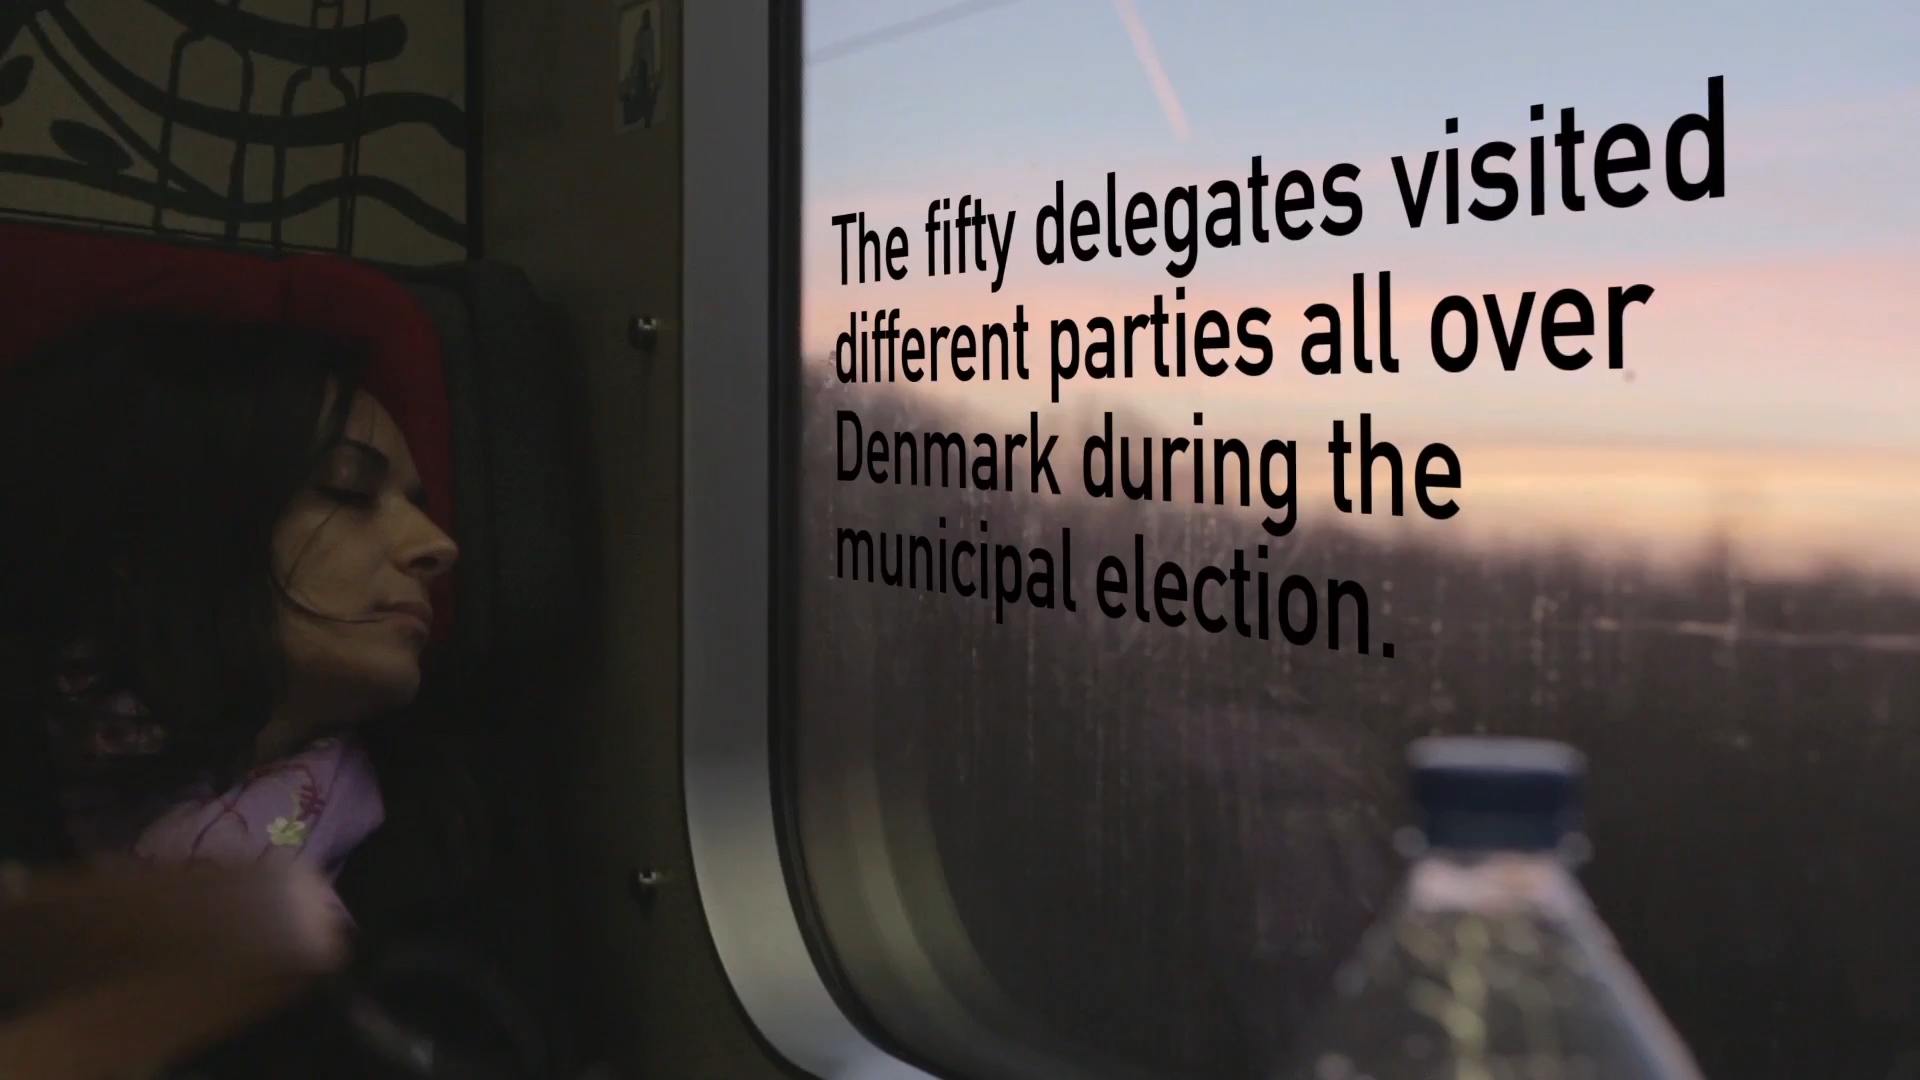 The fifty delegates visited
different parties all over
Denmark during the
municipal election.